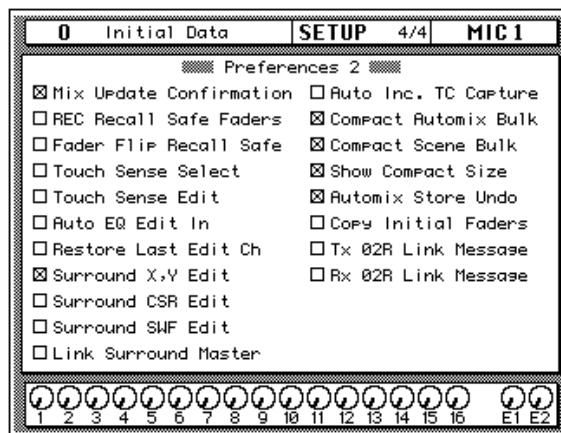 0 Initial Data SETUP 4/4 MIC1
Preferences 2
Mix Update Confirmation
REC Recall Safe Faders
Fader Flip Recall Safe
Touch Sense Select
Touch Sense Edit
Auto EQ Edit In
Restore Last Edit Ch
Surround X,Y Edit
Surround CSR Edit
Surround SWF Edit
Link Surround Master
Auto Inc. TC Capture
Compact Automix Bulk
Compact Scene Bulk
Show Compact Size
Automix Store Undo
Copy Initial Faders
Tx 02R Link Message
Rx 02R Link Message
1 2 3 4 5 6 7 8 9 10 11 12 13 14 15 16 E1 E2